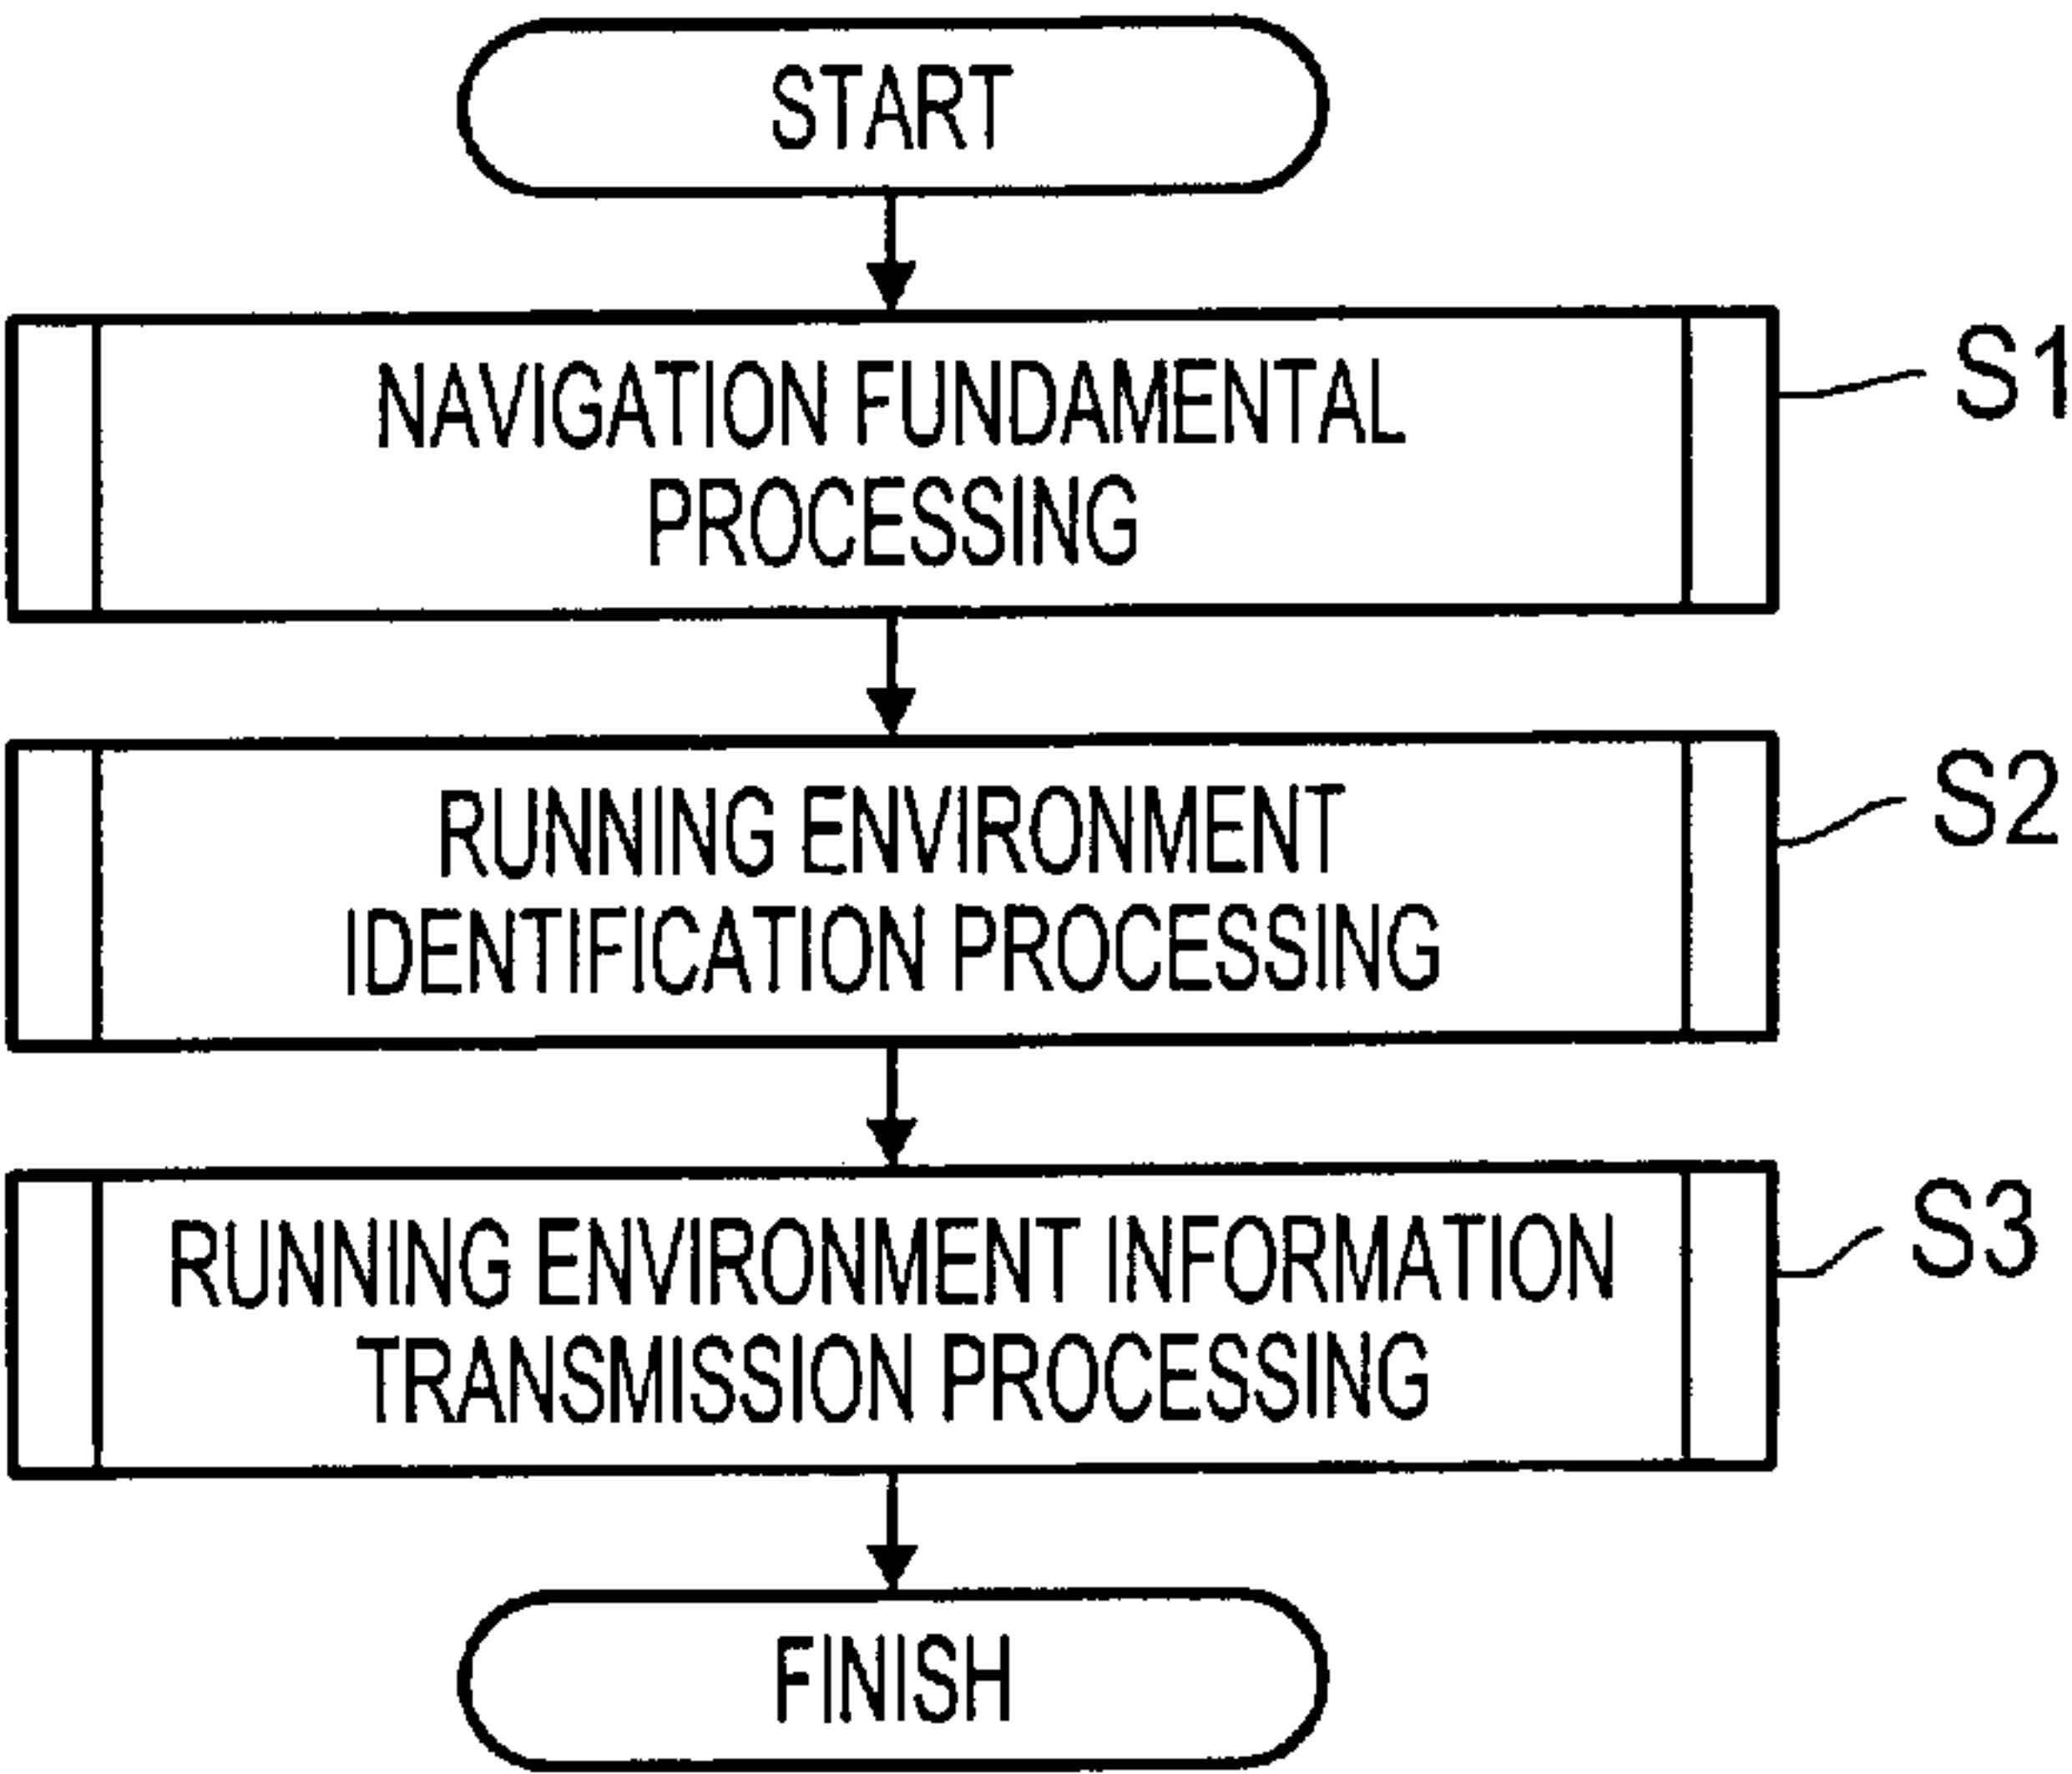 START
NAVIGATION FUNDAMENTAL
PROCESSING
S1
RUNNING ENVIRONMENT
IDENTIFICATION PROCESSING
S2
RUNNING ENVIRONMENT INFORMATION
TRANSMISSION PROCESSING
S3
FINISH